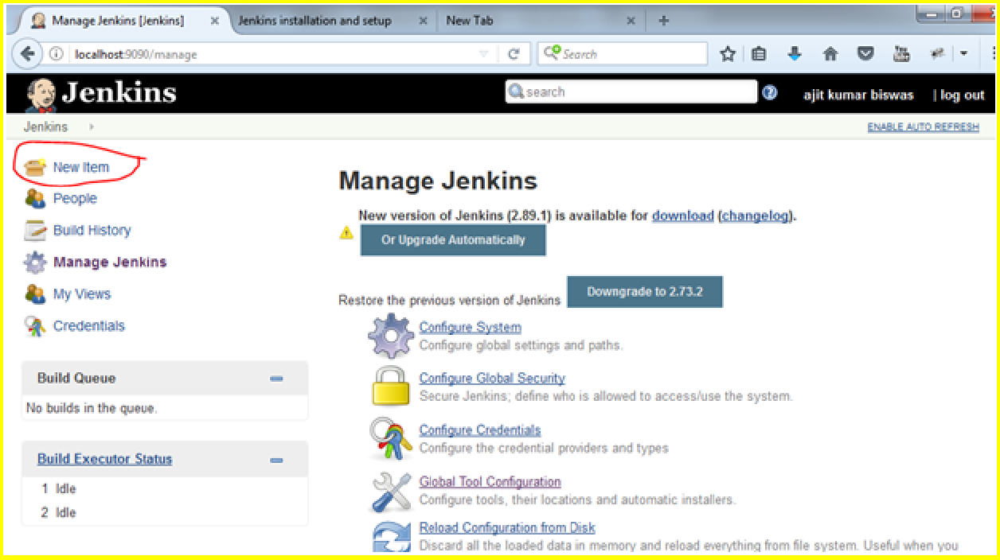 Manage Jenkins [Jenkins] × Jenkins installation and setup × New Tab × +
localhost:9090/manage Search
Jenkins search ajit kumar biswas | log out
Jenkins ENABLE AUTO REFRESH
New Item
People
Build History
Manage Jenkins
My Views
Credentials
Build Queue
No builds in the queue.
Build Executor Status
1 Idle
2 Idle
Manage Jenkins
New version of Jenkins (2.89.1) is available for download (changelog).
Or Upgrade Automatically
Restore the previous version of Jenkins Downgrade to 2.73.2
Configure System
Configure global settings and paths.
Configure Global Security
Secure Jenkins; define who is allowed to access/use the system.
Configure Credentials
Configure the credential providers and types
Global Tool Configuration
Configure tools, their locations and automatic installers.
Reload Configuration from Disk
Discard all the loaded data in memory and reload everything from file system. Useful when you